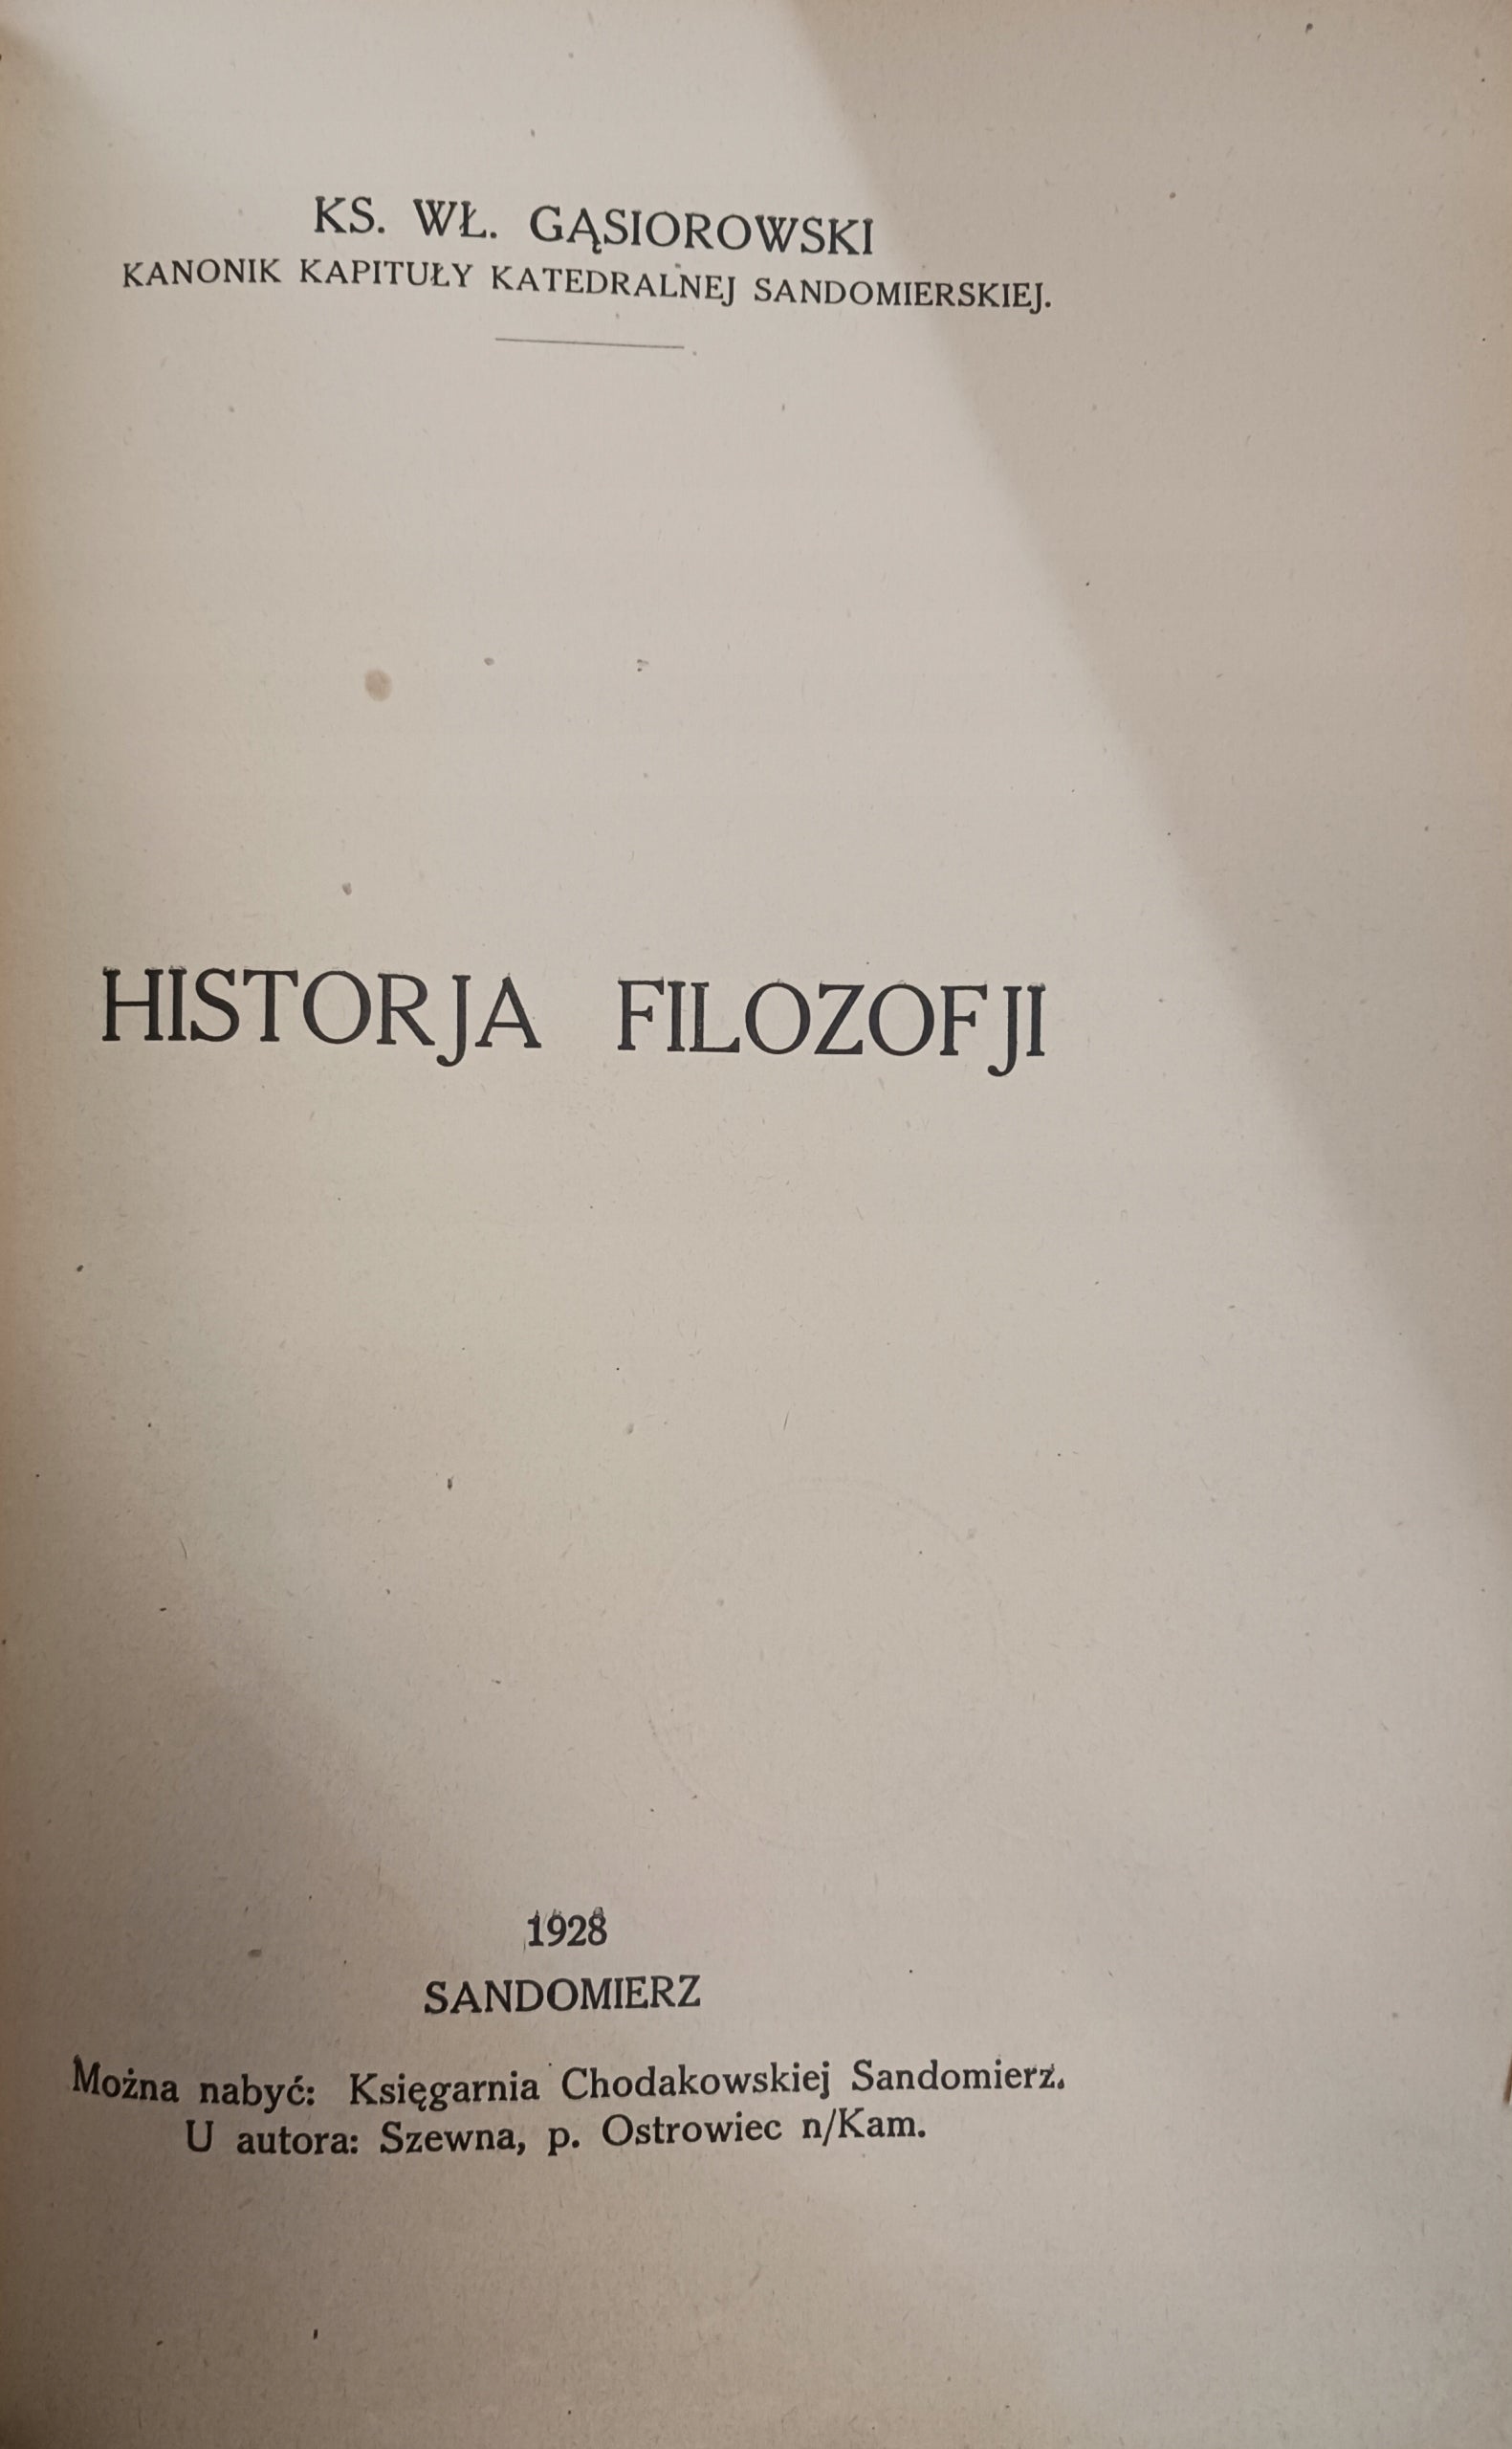 KS. WŁ. GĄSIOROWSKI
KANONIK KAPITUŁY KATEDRALNEJ SANDOMIERSKIEJ.
HISTORJA FILOZOFJI
1928
SANDOMIERZ
Można nabyć: Księgarnia Chodakowskiej Sandomierz.
U autora: Szewna, p. Ostrowiec n/Kam.